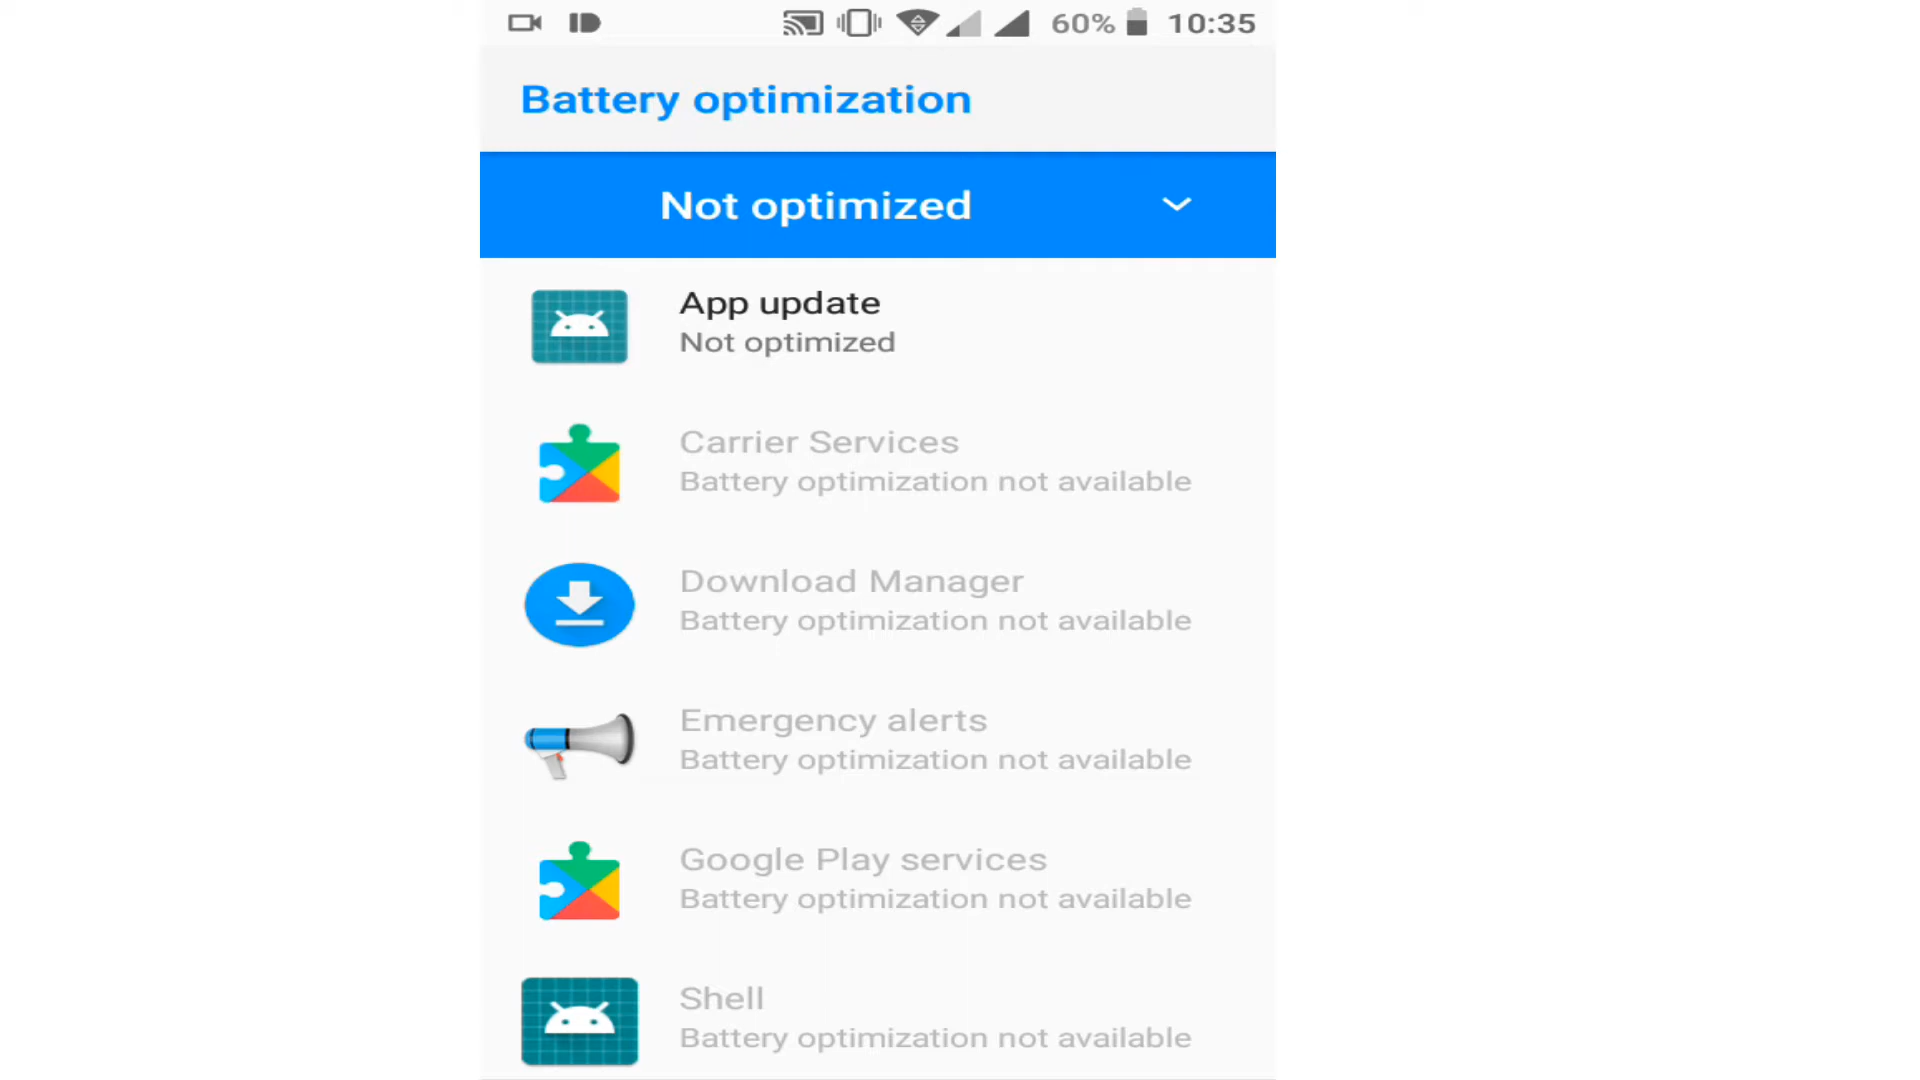 60% 10:35
Battery optimization
Not optimized
App update
Not optimized
Carrier Services
Battery optimization not available
Download Manager
Battery optimization not available
Emergency alerts
Battery optimization not available
Google Play services
Battery optimization not available
Shell
Battery optimization not available